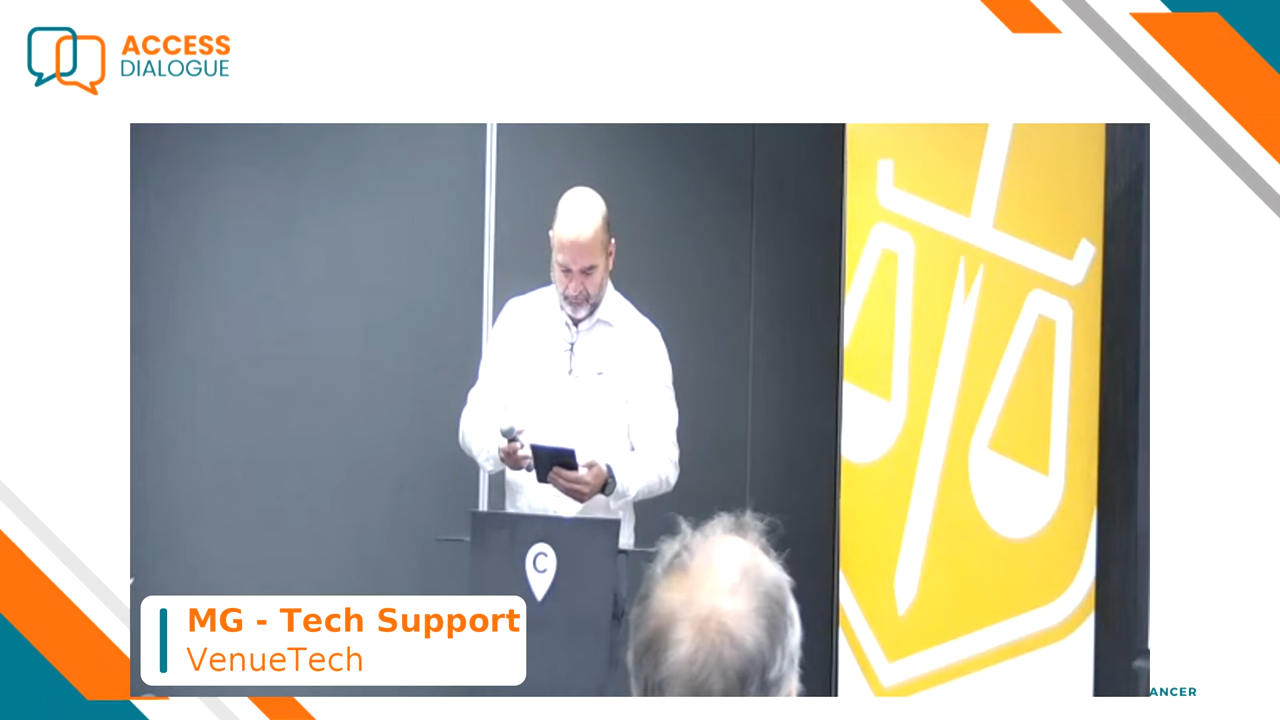 ACCESS
DIALOGUE
C
MG - Tech Support
VenueTech
ANCER